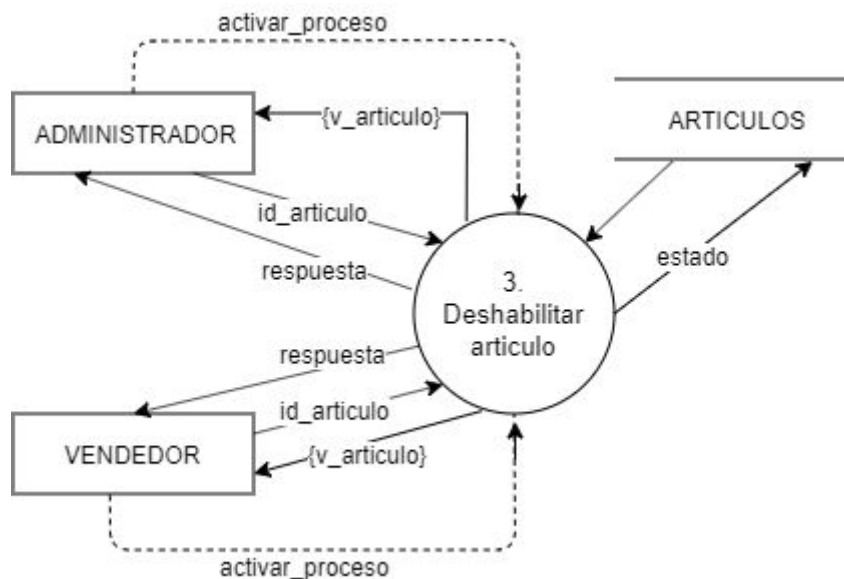 activar_proceso
ADMINISTRADOR
{v_articulo}
ARTICULOS
id_articulo
respuesta
estado
3.
Deshabilitar
articulo
respuesta
id_articulo
VENDEDOR
{v_articulo}
activar_proceso